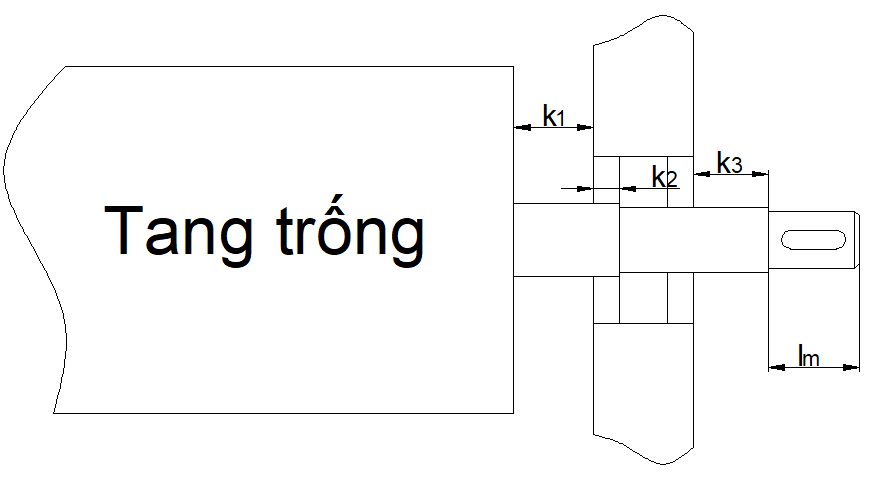 k1
k2
k3
Tang trống
lm